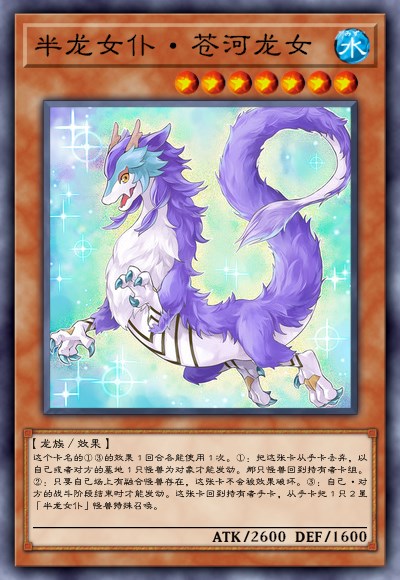 半龙女仆·苍河龙女
水
【龙族/效果】
这个卡名的①③的效果1回合各能使用1次。①:把这张卡从手卡丢弃,以
自己或者对方的墓地1只怪兽为对象才能发动。那只怪兽回到持有者卡组。
②:只要自己场上有融合怪兽存在,这张卡不会被效果破坏。③:自己·对
方的战斗阶段结束时才能发动。这张卡回到持有者手卡,从手卡把1只2星
「半龙女仆」怪兽特殊召唤。
ATK/2600 DEF/1600